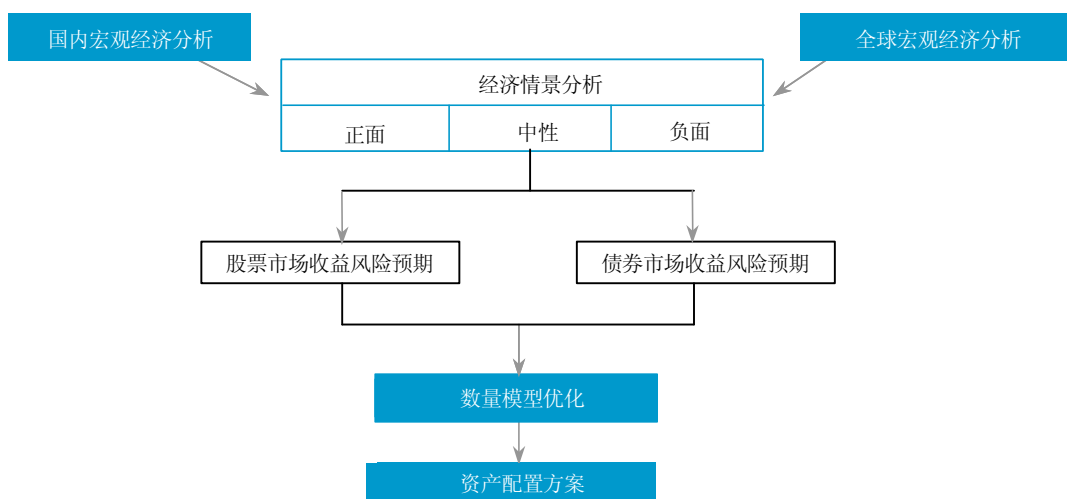 国内宏观经济分析
全球宏观经济分析
经济情景分析
正面
中性
负面
股票市场收益风险预期
债券市场收益风险预期
数量模型优化
资产配置方案